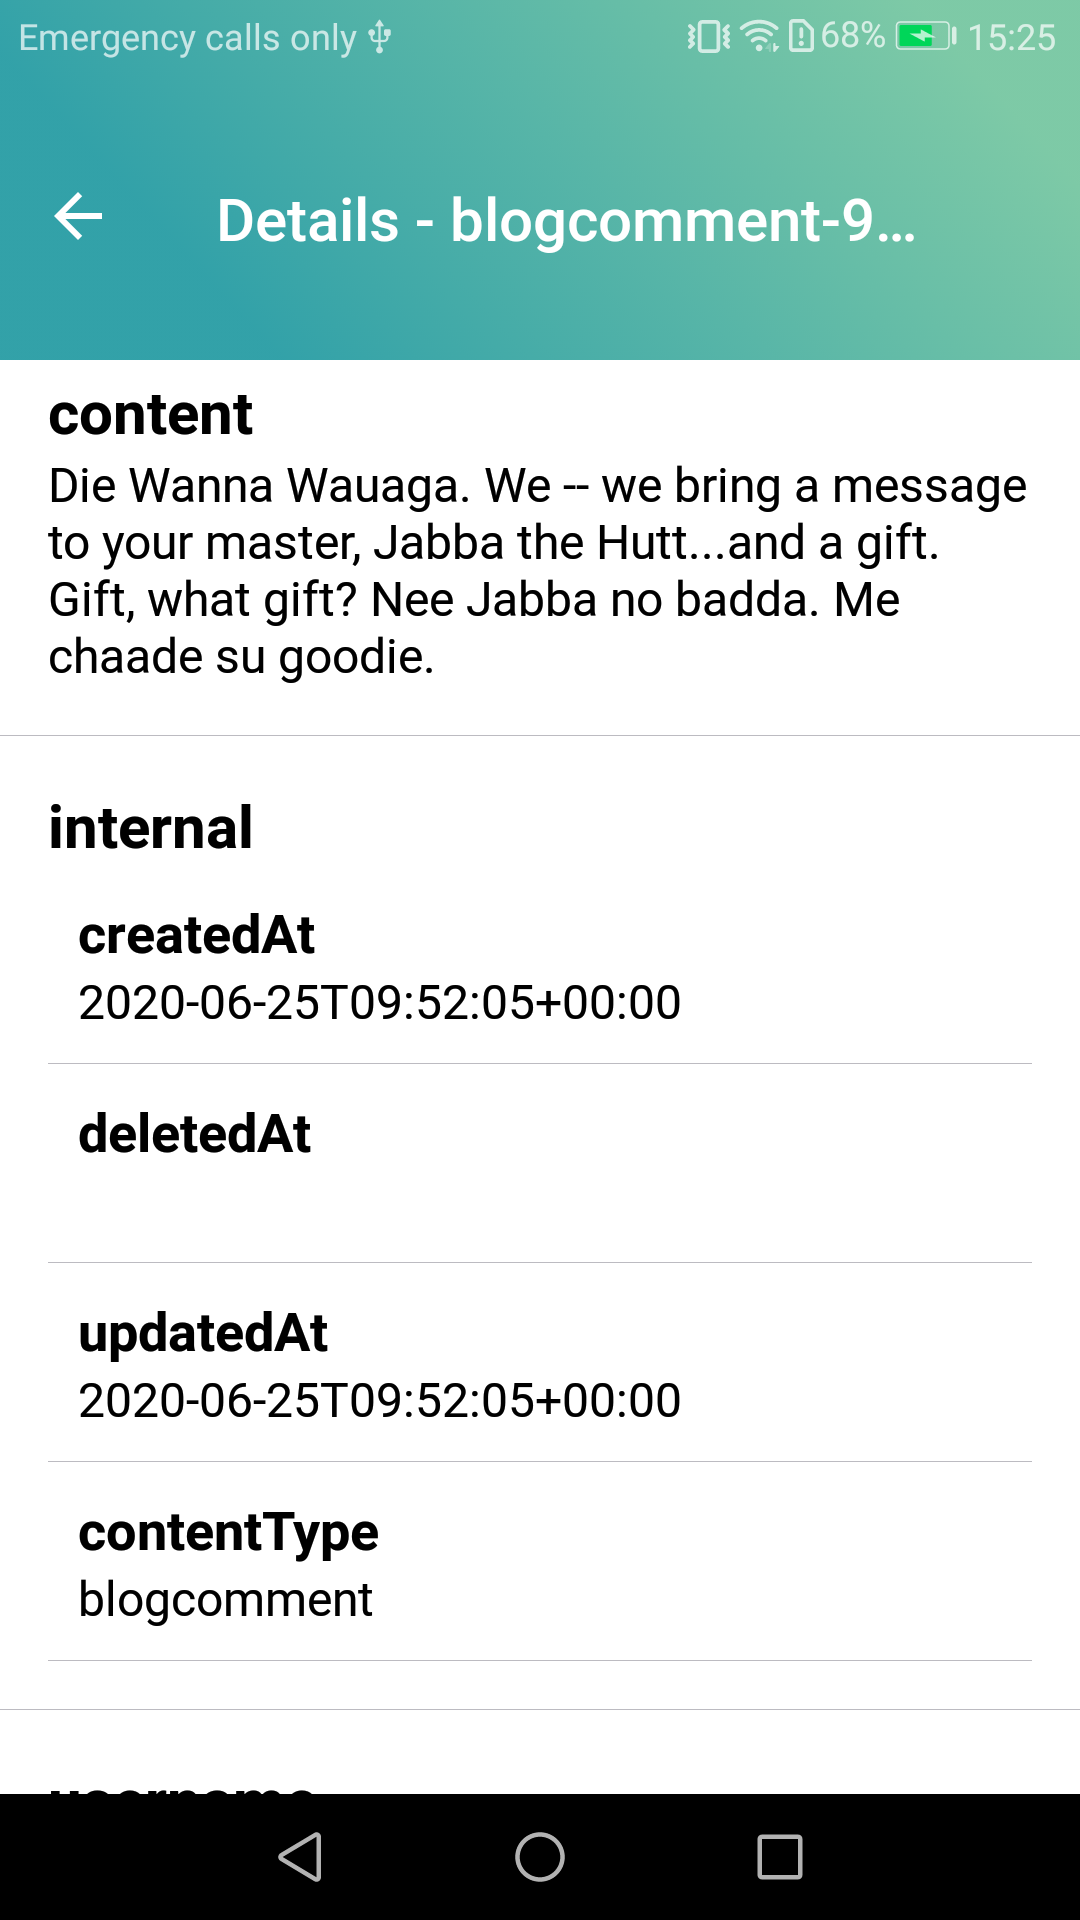 Emergency calls only 68% 15:25
Details - blogcomment-9...
content
Die Wanna Wauaga. We -- we bring a message
to your master, Jabba the Hutt...and a gift.
Gift, what gift? Nee Jabba no badda. Me
chaade su goodie.
internal
createdAt
2020-06-25T09:52:05+00:00
deletedAt
updatedAt
2020-06-25T09:52:05+00:00
contentType
blogcomment
username